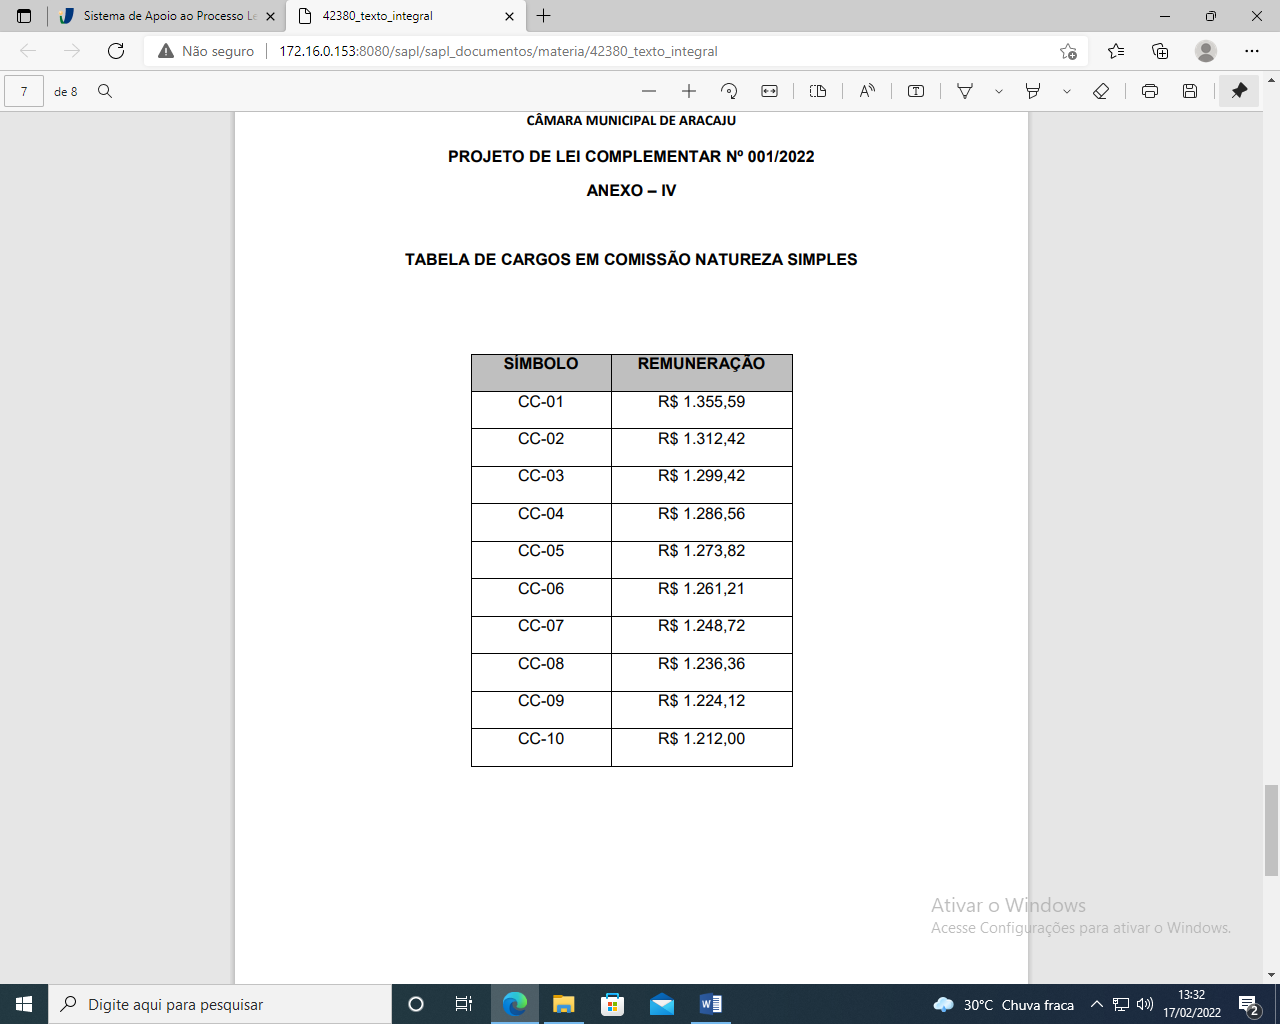 Sistema de Apoio ao Processo Le
42380_texto_integral
Não seguro
172.16.0.153:8080/sapl/sapl_documentos/materia/42380_texto_integral
7 de 8
CÂMARA MUNICIPAL DE ARACAJU
PROJETO DE LEI COMPLEMENTAR Nº 001/2022
ANEXO – IV
TABELA DE CARGOS EM COMISSÃO NATUREZA SIMPLES
SÍMBOLO REMUNERAÇÃO
CC-01 R$ 1.355,59
CC-02 R$ 1.312,42
CC-03 R$ 1.299,42
CC-04 R$ 1.286,56
CC-05 R$ 1.273,82
CC-06 R$ 1.261,21
CC-07 R$ 1.248,72
CC-08 R$ 1.236,36
CC-09 R$ 1.224,12
CC-10 R$ 1.212,00
Ativar o Windows
Acesse Configurações para ativar o Windows.
Digite aqui para pesquisar
30°C Chuva fraca
13:32
17/02/2022
2